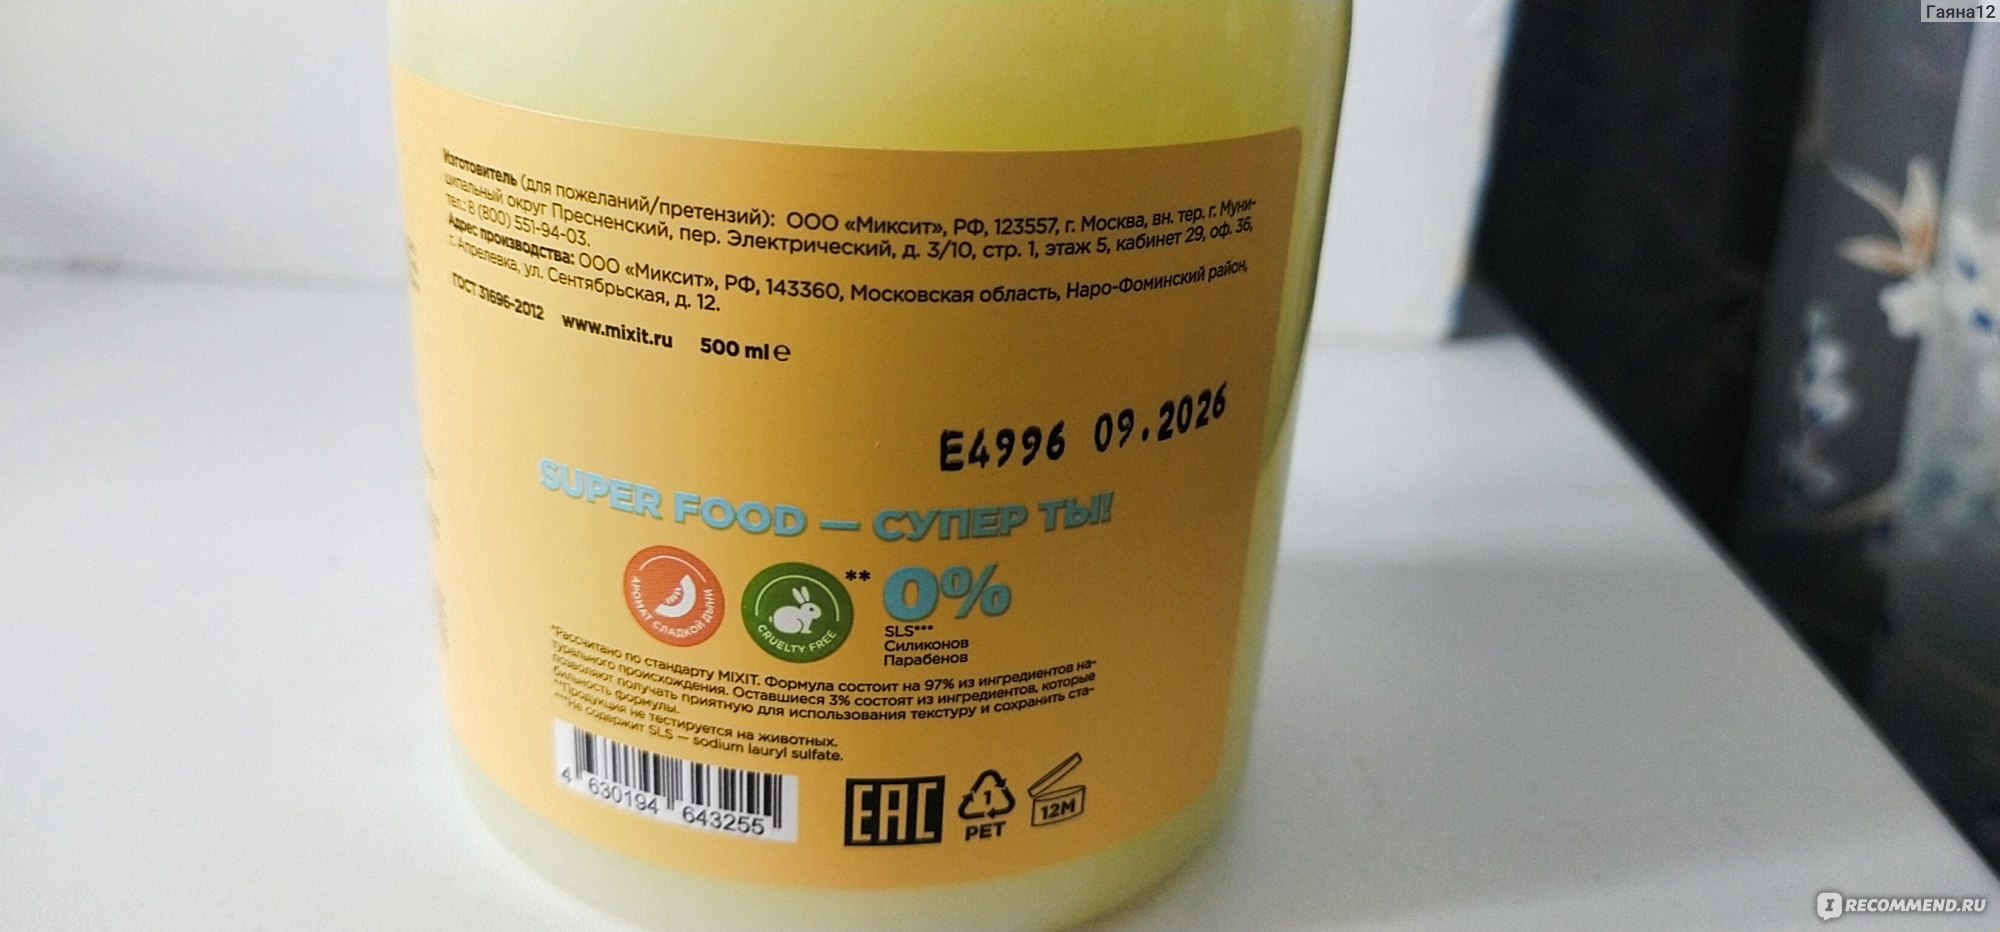 Гаяна12
Изготовитель (для пожеланий/претензий): ООО «Миксит», РФ, 123557, г. Москва, вн. тер. г. Муни-
ципальный округ Пресненский, пер. Электрический, д. 3/10, стр. 1, этаж 5, кабинет 29, оф. 36,
тел.: 8 (800) 551-94-03.
Адрес производства: ООО «Миксит», РФ, 143360, Московская область, Наро-Фоминский район,
г. Апрелевка, ул. Сентябрьская, д. 12.
ГОСТ 31696-2012 www.mixit.ru 500 ml e
E4996 09.2026
SUPER FOOD — СУПЕР ТЫ!
АРОМАТ СЛАДКОЙ ДЫНИ
CRUELTY FREE
**
0%
SLS***
Силиконов
Парабенов
*Рассчитано по стандарту MIXIT. Формула состоит на 97% из ингредиентов на-
турального происхождения. Оставшиеся 3% состоят из ингредиентов, которые
позволяют получать приятную для использования текстуру и сохранить ста-
бильность формулы.
**Продукция не тестируется на животных.
***Не содержит SLS — sodium lauryl sulfate.
4 630194 643255
EAC
1
PET
12M
I RECOMMEND.RU